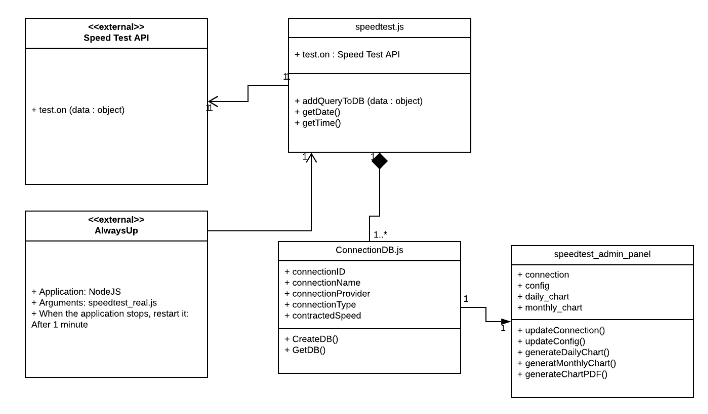 <<external>>
Speed Test API
+ test.on (data : object)
speedtest.js
+ test.on : Speed Test API
+ addQueryToDB (data : object)
+ getDate()
+ getTime()
1
1
1
1
<<external>>
AlwaysUp
+ Application: NodeJS
+ Arguments: speedtest_real.js
+ When the application stops, restart it:
After 1 minute
1..*
ConnectionDB.js
+ connectionID
+ connectionName
+ connectionProvider
+ connectionType
+ contractedSpeed
+ CreateDB()
+ GetDB()
1
1
speedtest_admin_panel
+ connection
+ config
+ daily_chart
+ monthly_chart
+ updateConnection()
+ updateConfig()
+ generateDailyChart()
+ generatMonthlyChart()
+ generateChartPDF()